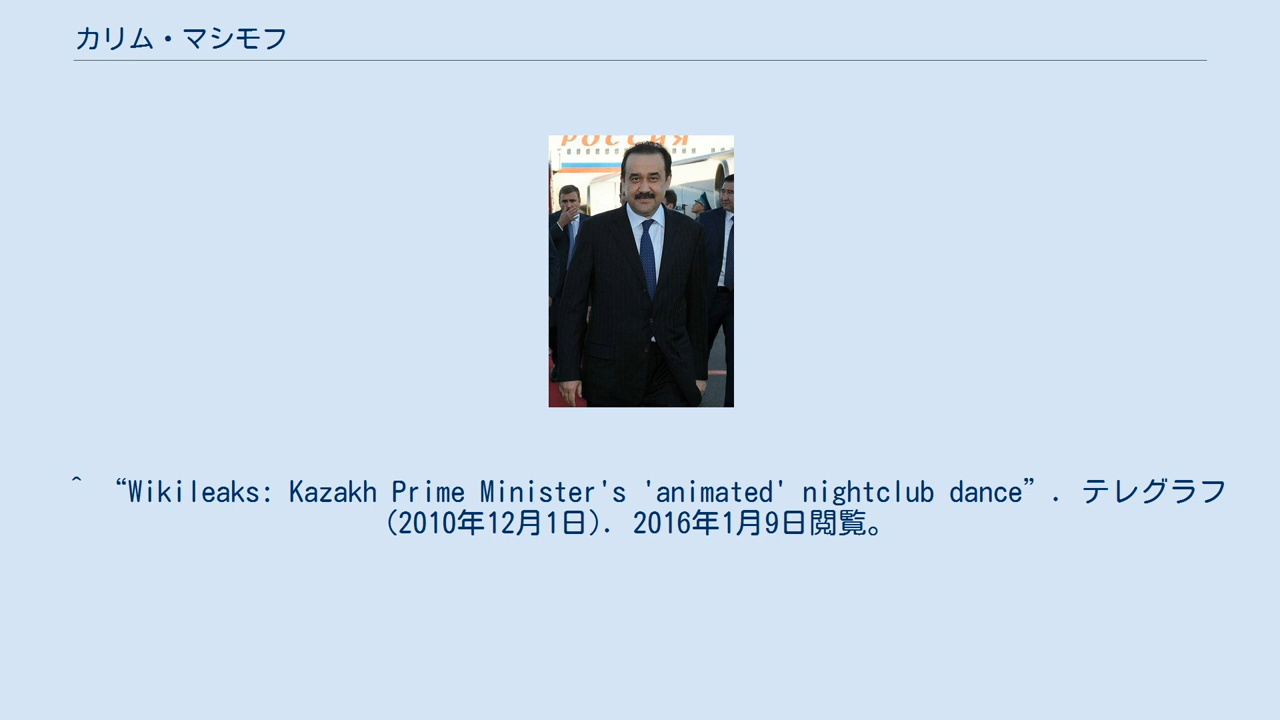 カリム・マシモフ
РОССИЯ
^ “Wikileaks: Kazakh Prime Minister's 'animated' nightclub dance”. テレグラフ
(2010年12月1日). 2016年1月9日閲覧。